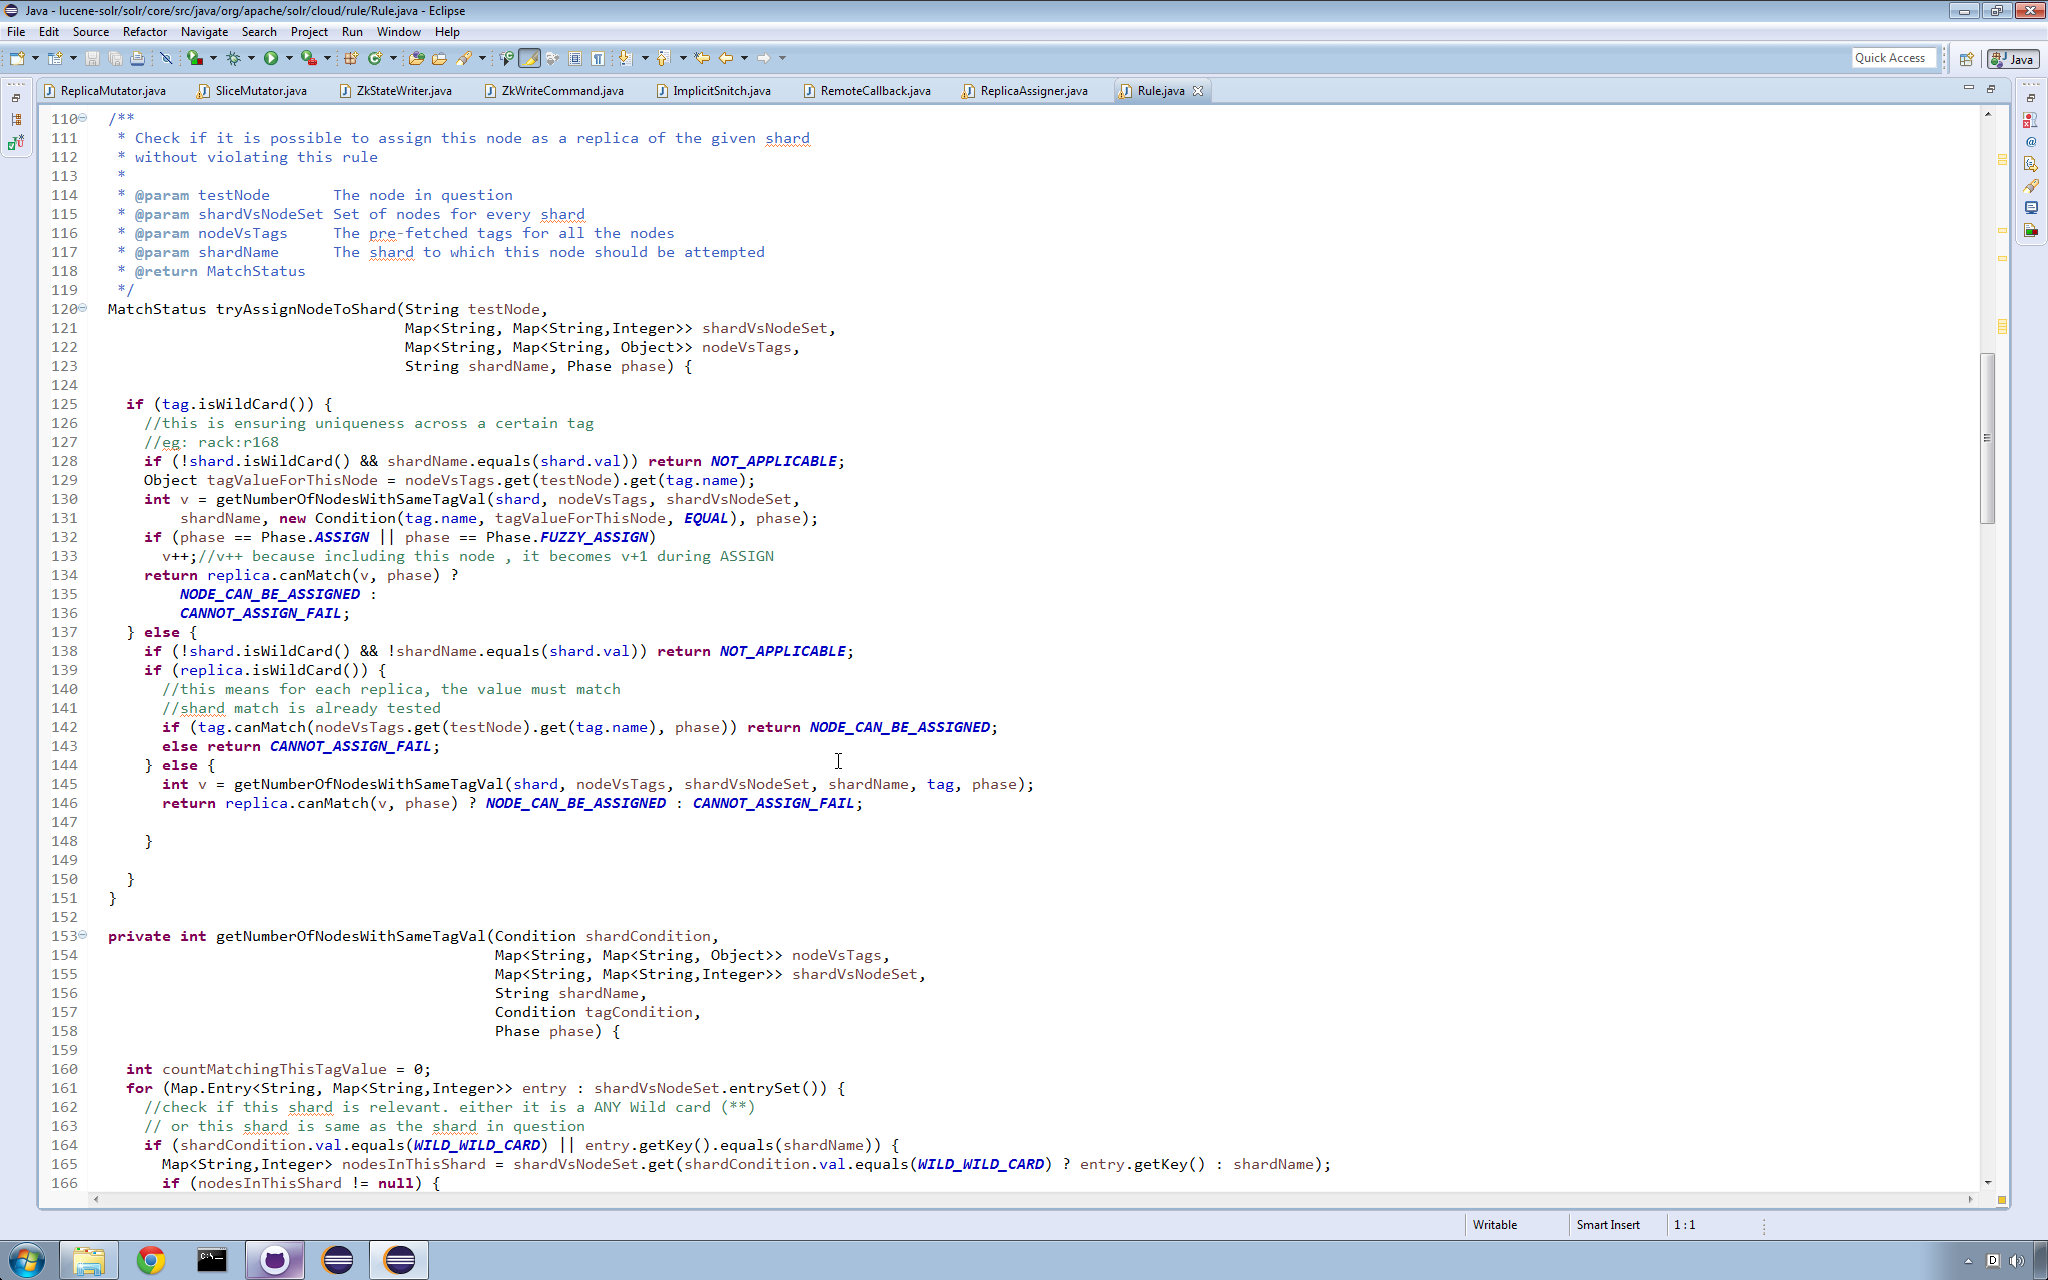 Java - lucene-solr/solr/core/src/java/org/apache/solr/cloud/rule/Rule.java - Eclipse
File Edit Source Refactor Navigate Search Project Run Window Help
Quick Access Java
ReplicaMutator.java SliceMutator.java ZkStateWriter.java ZkWriteCommand.java ImplicitSnitch.java RemoteCallback.java ReplicaAssigner.java Rule.java
110 /**
111 * Check if it is possible to assign this node as a replica of the given shard
112 * without violating this rule
113 *
114 * @param testNode The node in question
115 * @param shardVsNodeSet Set of nodes for every shard
116 * @param nodeVsTags The pre-fetched tags for all the nodes
117 * @param shardName The shard to which this node should be attempted
118 * @return MatchStatus
119 */
120 MatchStatus tryAssignNodeToShard(String testNode,
121 Map<String, Map<String,Integer>> shardVsNodeSet,
122 Map<String, Map<String, Object>> nodeVsTags,
123 String shardName, Phase phase) {
124
125 if (tag.isWildCard()) {
126 //this is ensuring uniqueness across a certain tag
127 //eg: rack:r168
128 if (!shard.isWildCard() && shardName.equals(shard.val)) return NOT_APPLICABLE;
129 Object tagValueForThisNode = nodeVsTags.get(testNode).get(tag.name);
130 int v = getNumberOfNodesWithSameTagVal(shard, nodeVsTags, shardVsNodeSet,
131 shardName, new Condition(tag.name, tagValueForThisNode, EQUAL), phase);
132 if (phase == Phase.ASSIGN || phase == Phase.FUZZY_ASSIGN)
133 v++;//v++ because including this node , it becomes v+1 during ASSIGN
134 return replica.canMatch(v, phase) ?
135 NODE_CAN_BE_ASSIGNED :
136 CANNOT_ASSIGN_FAIL;
137 } else {
138 if (!shard.isWildCard() && !shardName.equals(shard.val)) return NOT_APPLICABLE;
139 if (replica.isWildCard()) {
140 //this means for each replica, the value must match
141 //shard match is already tested
142 if (tag.canMatch(nodeVsTags.get(testNode).get(tag.name), phase)) return NODE_CAN_BE_ASSIGNED;
143 else return CANNOT_ASSIGN_FAIL;
144 } else {
145 int v = getNumberOfNodesWithSameTagVal(shard, nodeVsTags, shardVsNodeSet, shardName, tag, phase);
146 return replica.canMatch(v, phase) ? NODE_CAN_BE_ASSIGNED : CANNOT_ASSIGN_FAIL;
147
148 }
149
150 }
151 }
152
153 private int getNumberOfNodesWithSameTagVal(Condition shardCondition,
154 Map<String, Map<String, Object>> nodeVsTags,
155 Map<String, Map<String,Integer>> shardVsNodeSet,
156 String shardName,
157 Condition tagCondition,
158 Phase phase) {
159
160 int countMatchingThisTagValue = 0;
161 for (Map.Entry<String, Map<String,Integer>> entry : shardVsNodeSet.entrySet()) {
162 //check if this shard is relevant. either it is a ANY Wild card (**)
163 // or this shard is same as the shard in question
164 if (shardCondition.val.equals(WILD_WILD_CARD) || entry.getKey().equals(shardName)) {
165 Map<String,Integer> nodesInThisShard = shardVsNodeSet.get(shardCondition.val.equals(WILD_WILD_CARD) ? entry.getKey() : shardName);
166 if (nodesInThisShard != null) {
Writable Smart Insert 1 : 1